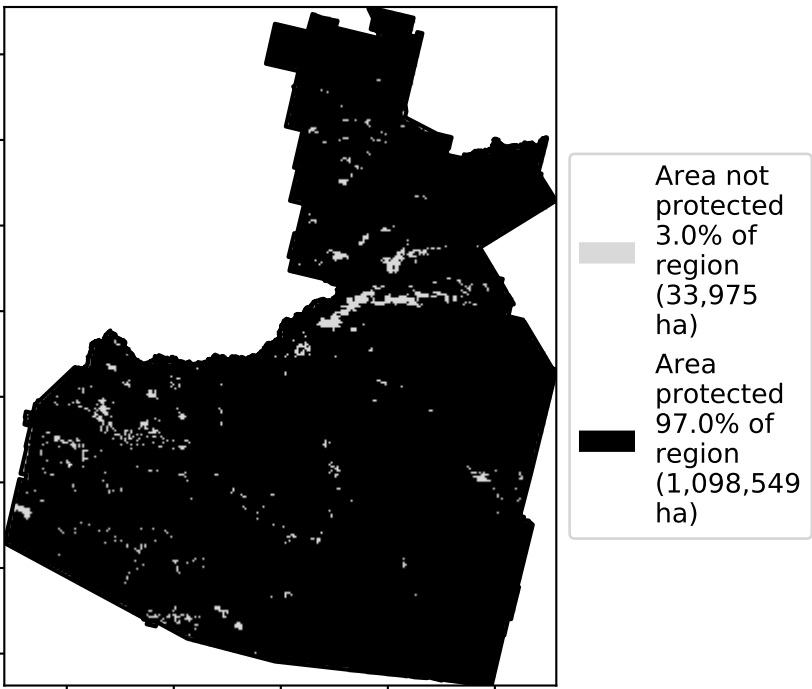 Area not
protected
3.0% of
region
(33,975
ha)
Area
protected
97.0% of
region
(1,098,549
ha)